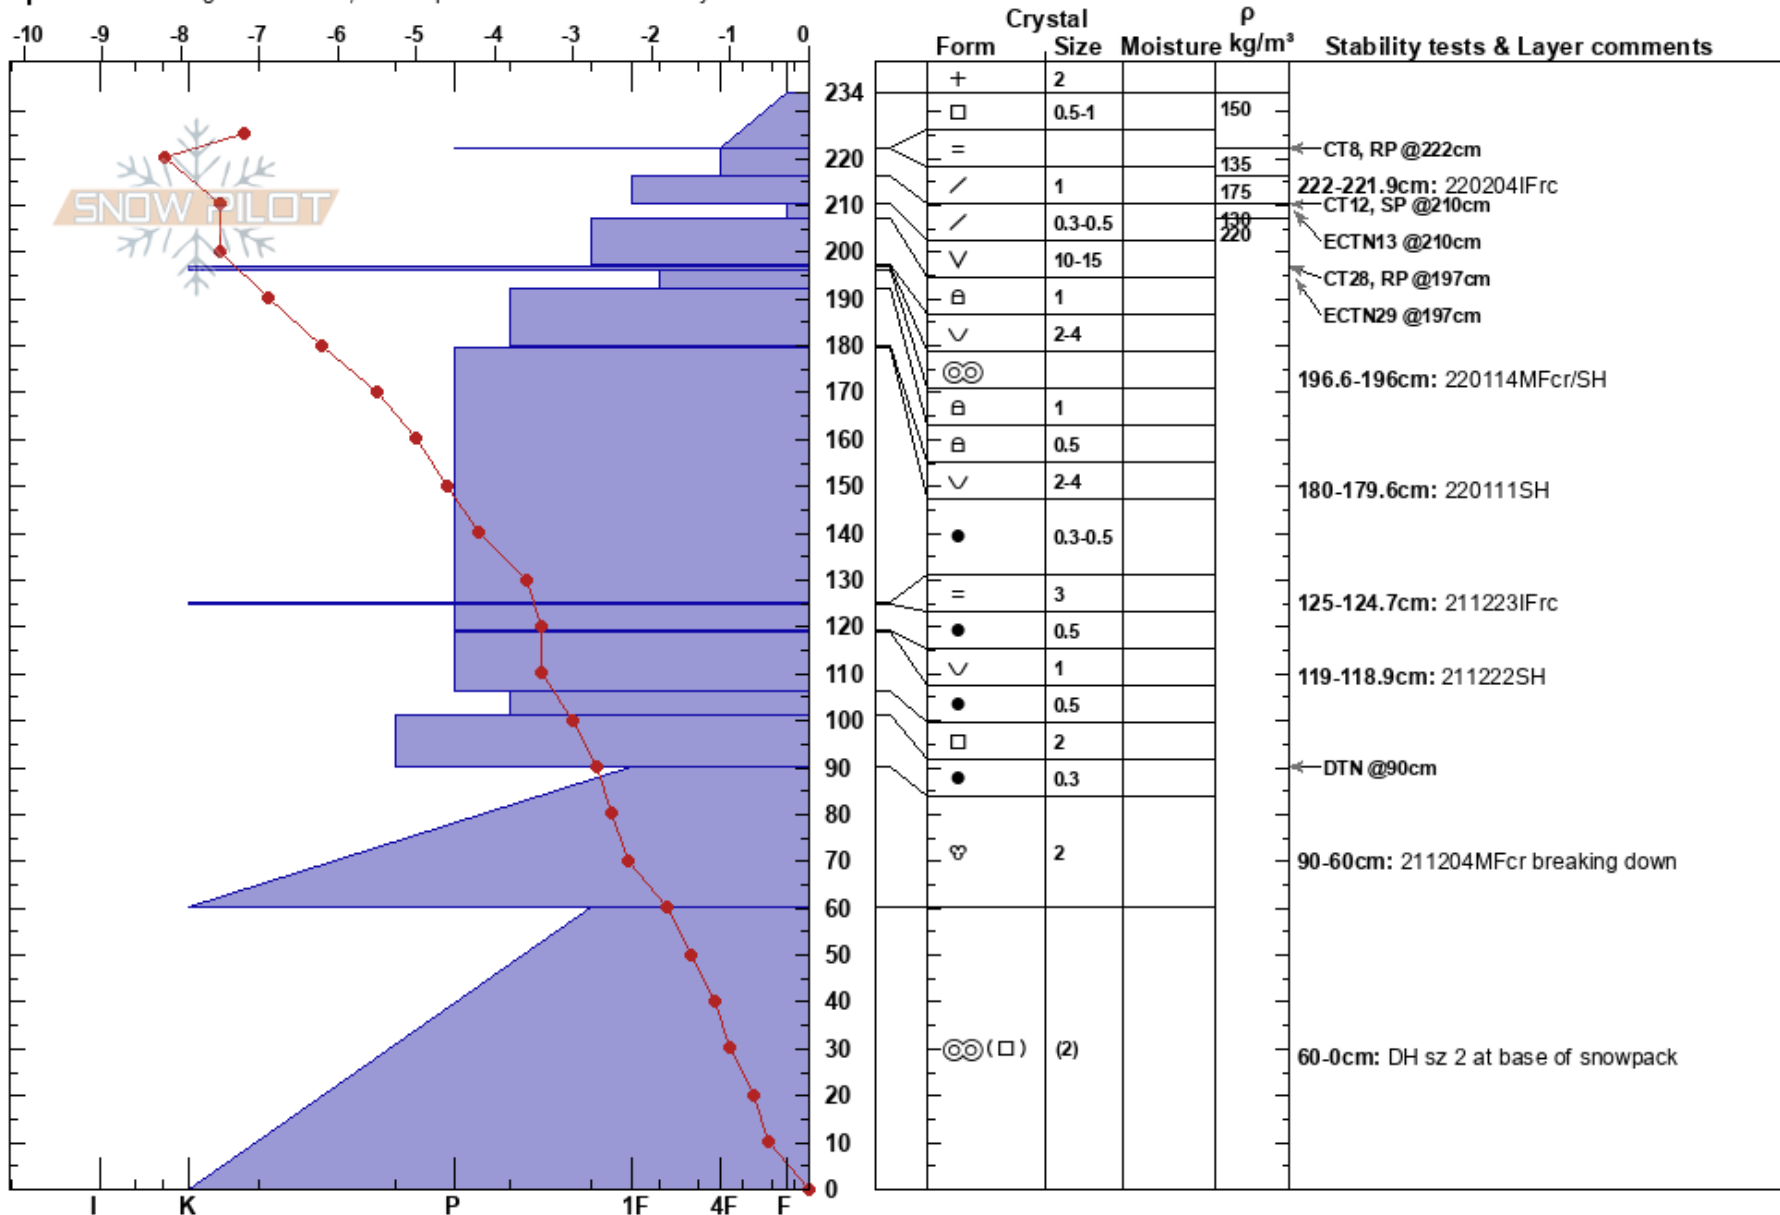 Crystal ρ
Form Size Moisture kg/m³ Stability tests & Layer comments
-10 -9 -8 -7 -6 -5 -4 -3 -2 -1 0
SNOW PILOT
234
220
210
200
190
180
170
160
150
140
130
120
110
100
90
80
70
60
50
40
30
20
10
0
I K P 1F 4F F
+ 2
□ 0.5-1 150
=
135
∕ 1 175
∕ 0.3-0.5 130
220
∨ 10-15
1
∨ 2-4
1
0.5
∨ 2-4
● 0.3-0.5
= 3
● 0.5
∨ 1
● 0.5
□ 2
● 0.3
2
(□) (2)
CT8, RP @222cm
222-221.9cm: 220204IFrc
CT12, SP @210cm
ECTN13 @210cm
CT28, RP @197cm
ECTN29 @197cm
196.6-196cm: 220114MFcr/SH
180-179.6cm: 220111SH
125-124.7cm: 211223IFrc
119-118.9cm: 211222SH
DTN @90cm
90-60cm: 211204MFcr breaking down
60-0cm: DH sz 2 at base of snowpack